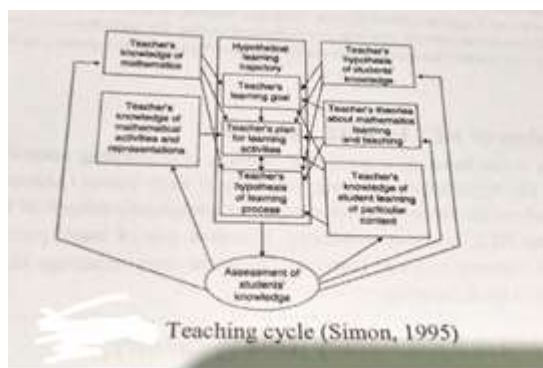 Teacher's
knowledge of
mathematics
Hypothetical
learning
trajectory
Teacher's
hypothesis
of students'
knowledge
Teacher's
learning goal
Teacher's
knowledge of
mathematical
activities and
representations
Teacher's plan
for learning
activities
Teacher's theories
about mathematics
learning
and teaching
Teacher's
hypothesis
of learning
process
Teacher's
knowledge of
student learning
of particular
content
Assessment of
students'
knowledge
Teaching cycle (Simon, 1995)